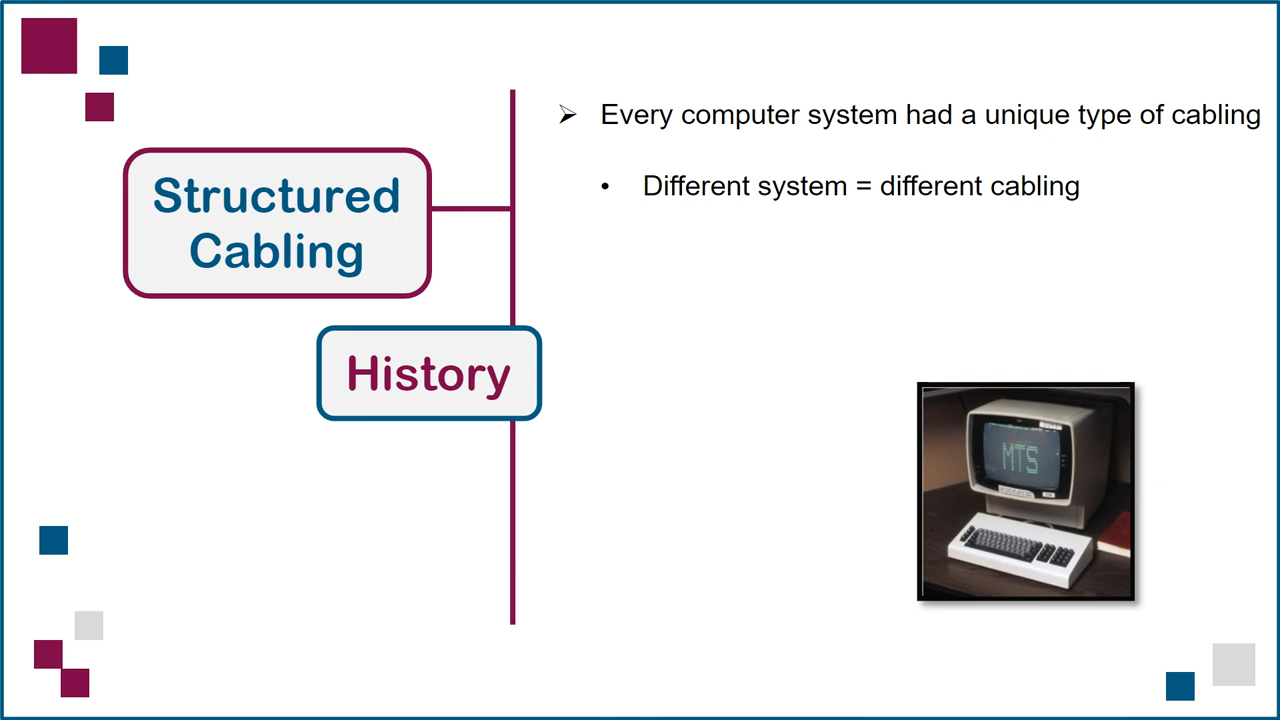 Structured
Cabling
History
➢ Every computer system had a unique type of cabling
• Different system = different cabling
MTS